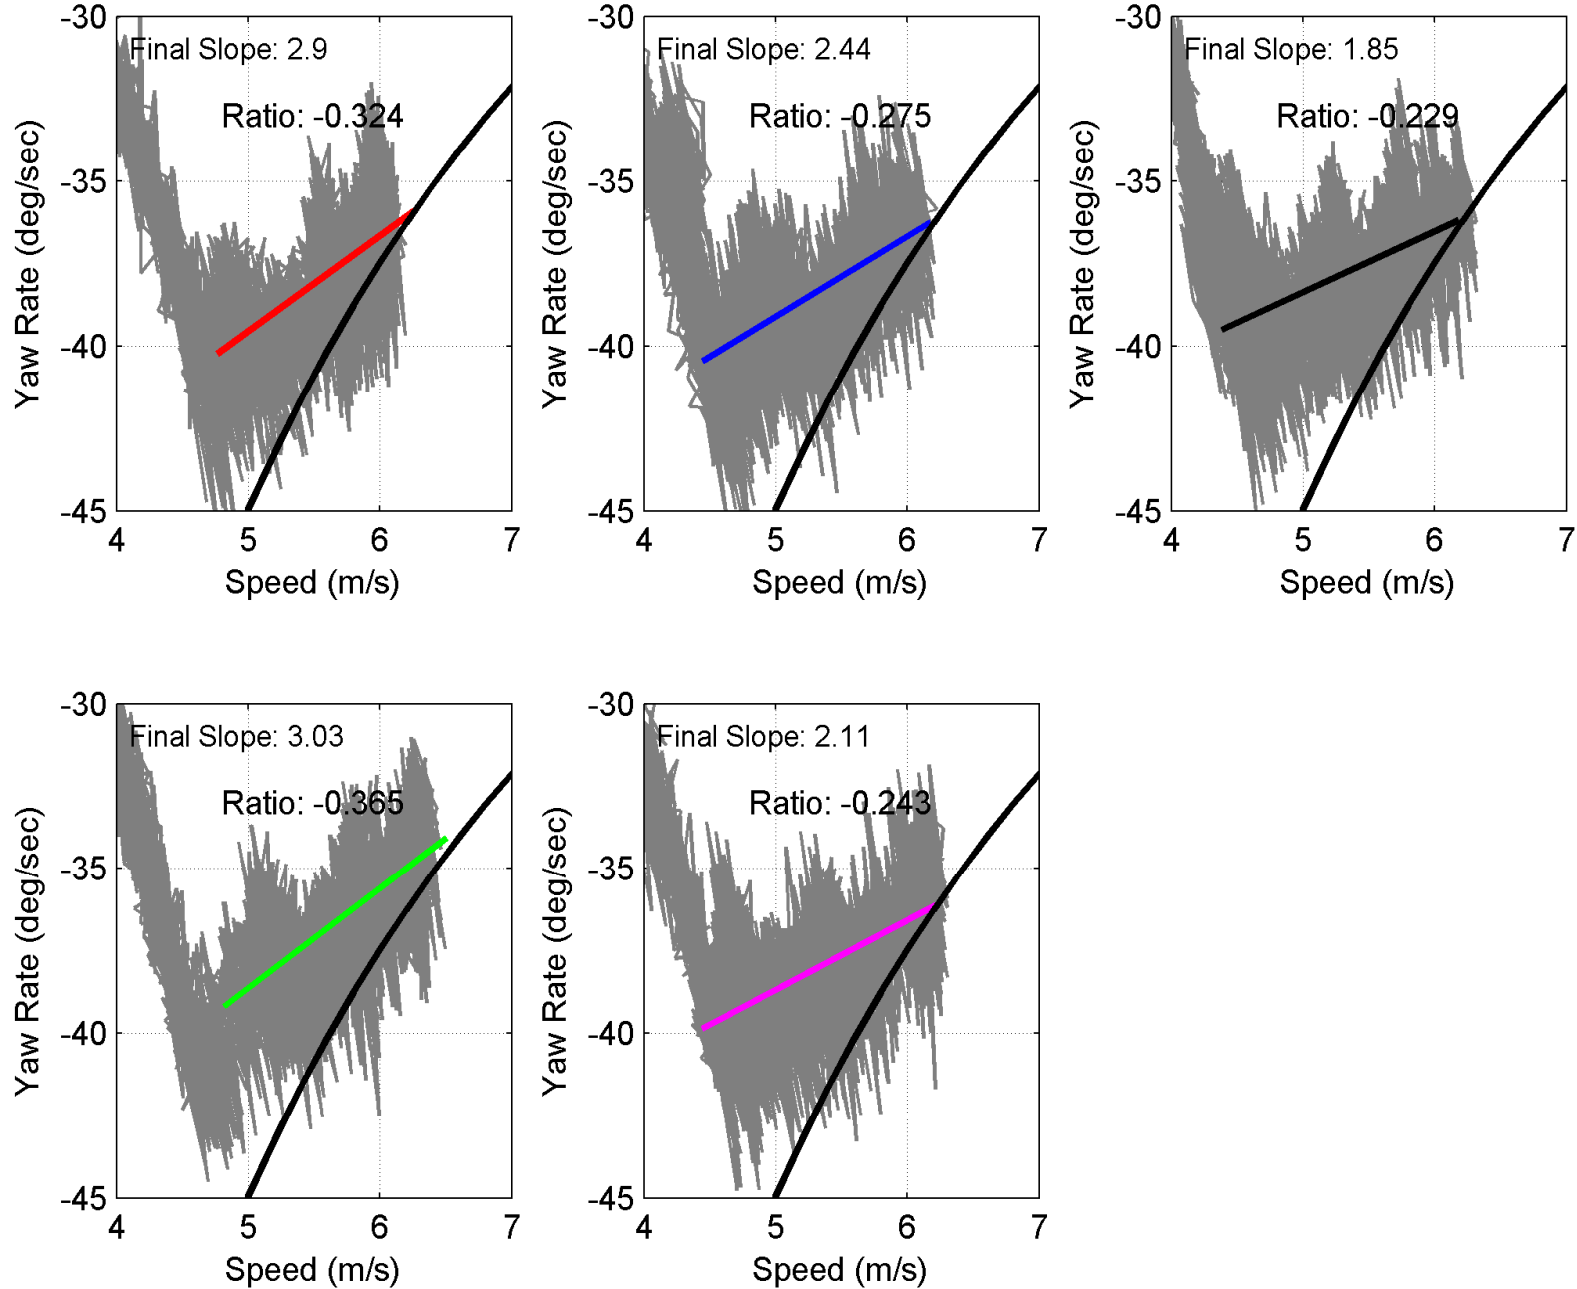 -30
-35
-40
-45
Yaw Rate (deg/sec)
Final Slope: 2.9
Ratio: -0.324
4 5 6 7
Speed (m/s)
-30
-35
-40
-45
Yaw Rate (deg/sec)
Final Slope: 2.44
Ratio: -0.275
4 5 6 7
Speed (m/s)
-30
-35
-40
-45
Yaw Rate (deg/sec)
Final Slope: 1.85
Ratio: -0.229
4 5 6 7
Speed (m/s)
-30
-35
-40
-45
Yaw Rate (deg/sec)
Final Slope: 3.03
Ratio: -0.365
4 5 6 7
Speed (m/s)
-30
-35
-40
-45
Yaw Rate (deg/sec)
Final Slope: 2.11
Ratio: -0.243
4 5 6 7
Speed (m/s)